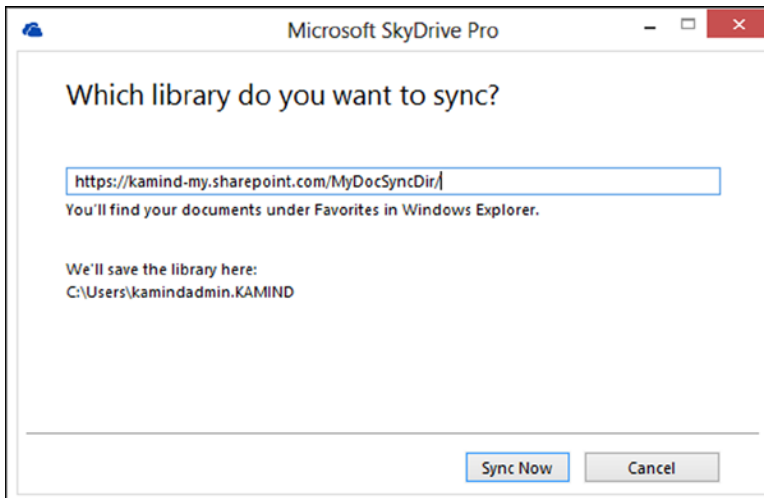 Microsoft SkyDrive Pro
Which library do you want to sync?
https://kamind-my.sharepoint.com/MyDocSyncDir/
You'll find your documents under Favorites in Windows Explorer.
We'll save the library here:
C:\Users\kamindadmin.KAMIND
Sync Now Cancel